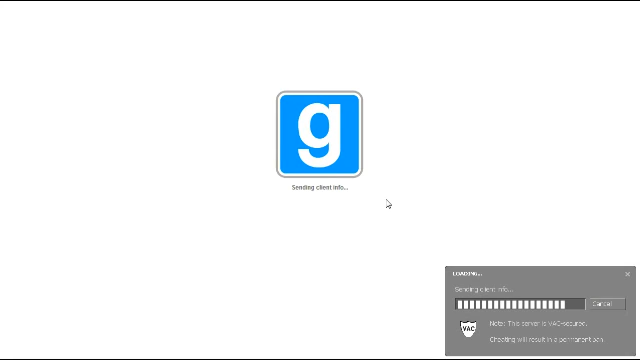 g
Sending client info...
LOADING...
Sending client info...
Cancel
VAC
Note: This server is VAC-secured.
Cheating will result in a permanent ban.